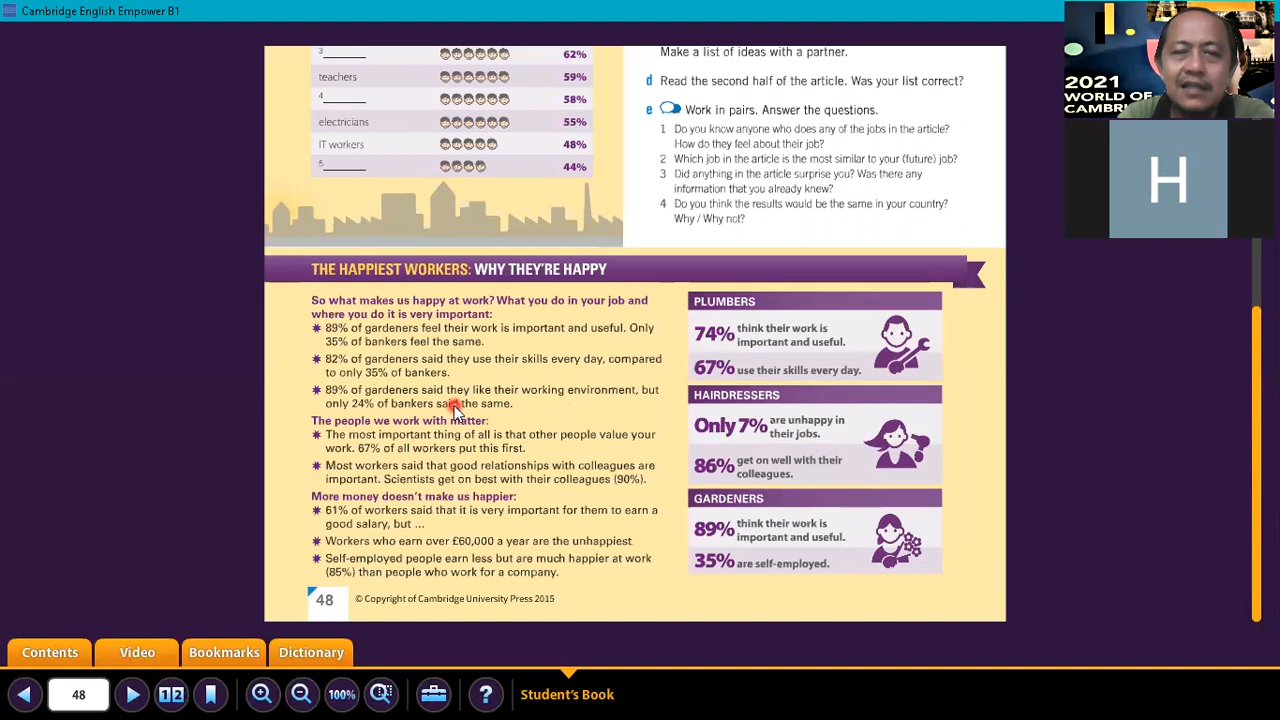 Cambridge English Empower B1
3 ______ 62%
teachers 59%
4 ______ 58%
electricians 55%
IT workers 48%
5 ______ 44%
Make a list of ideas with a partner.
d Read the second half of the article. Was your list correct?
e Work in pairs. Answer the questions.
1 Do you know anyone who does any of the jobs in the article?
How do they feel about their job?
2 Which job in the article is the most similar to your (future) job?
3 Did anything in the article surprise you? Was there any
information that you already knew?
4 Do you think the results would be the same in your country?
Why / Why not?
THE HAPPIEST WORKERS: WHY THEY'RE HAPPY
So what makes us happy at work? What you do in your job and
where you do it is very important:
89% of gardeners feel their work is important and useful. Only
35% of bankers feel the same.
82% of gardeners said they use their skills every day, compared
to only 35% of bankers.
89% of gardeners said they like their working environment, but
only 24% of bankers said the same.
The people we work with matter:
The most important thing of all is that other people value your
work. 67% of all workers put this first.
Most workers said that good relationships with colleagues are
important. Scientists get on best with their colleagues (90%).
More money doesn't make us happier:
61% of workers said that it is very important for them to earn a
good salary, but ...
Workers who earn over £60,000 a year are the unhappiest
Self-employed people earn less but are much happier at work
(85%) than people who work for a company.
PLUMBERS
74% think their work is
important and useful.
67% use their skills every day.
HAIRDRESSERS
Only 7% are unhappy in
their jobs.
86% get on well with their
colleagues.
GARDENERS
89% think their work is
important and useful.
35% are self-employed.
48
© Copyright of Cambridge University Press 2015
2021
WORLD OF
H
Contents
Video
Bookmarks
Dictionary
48
12
100%
?
Student's Book